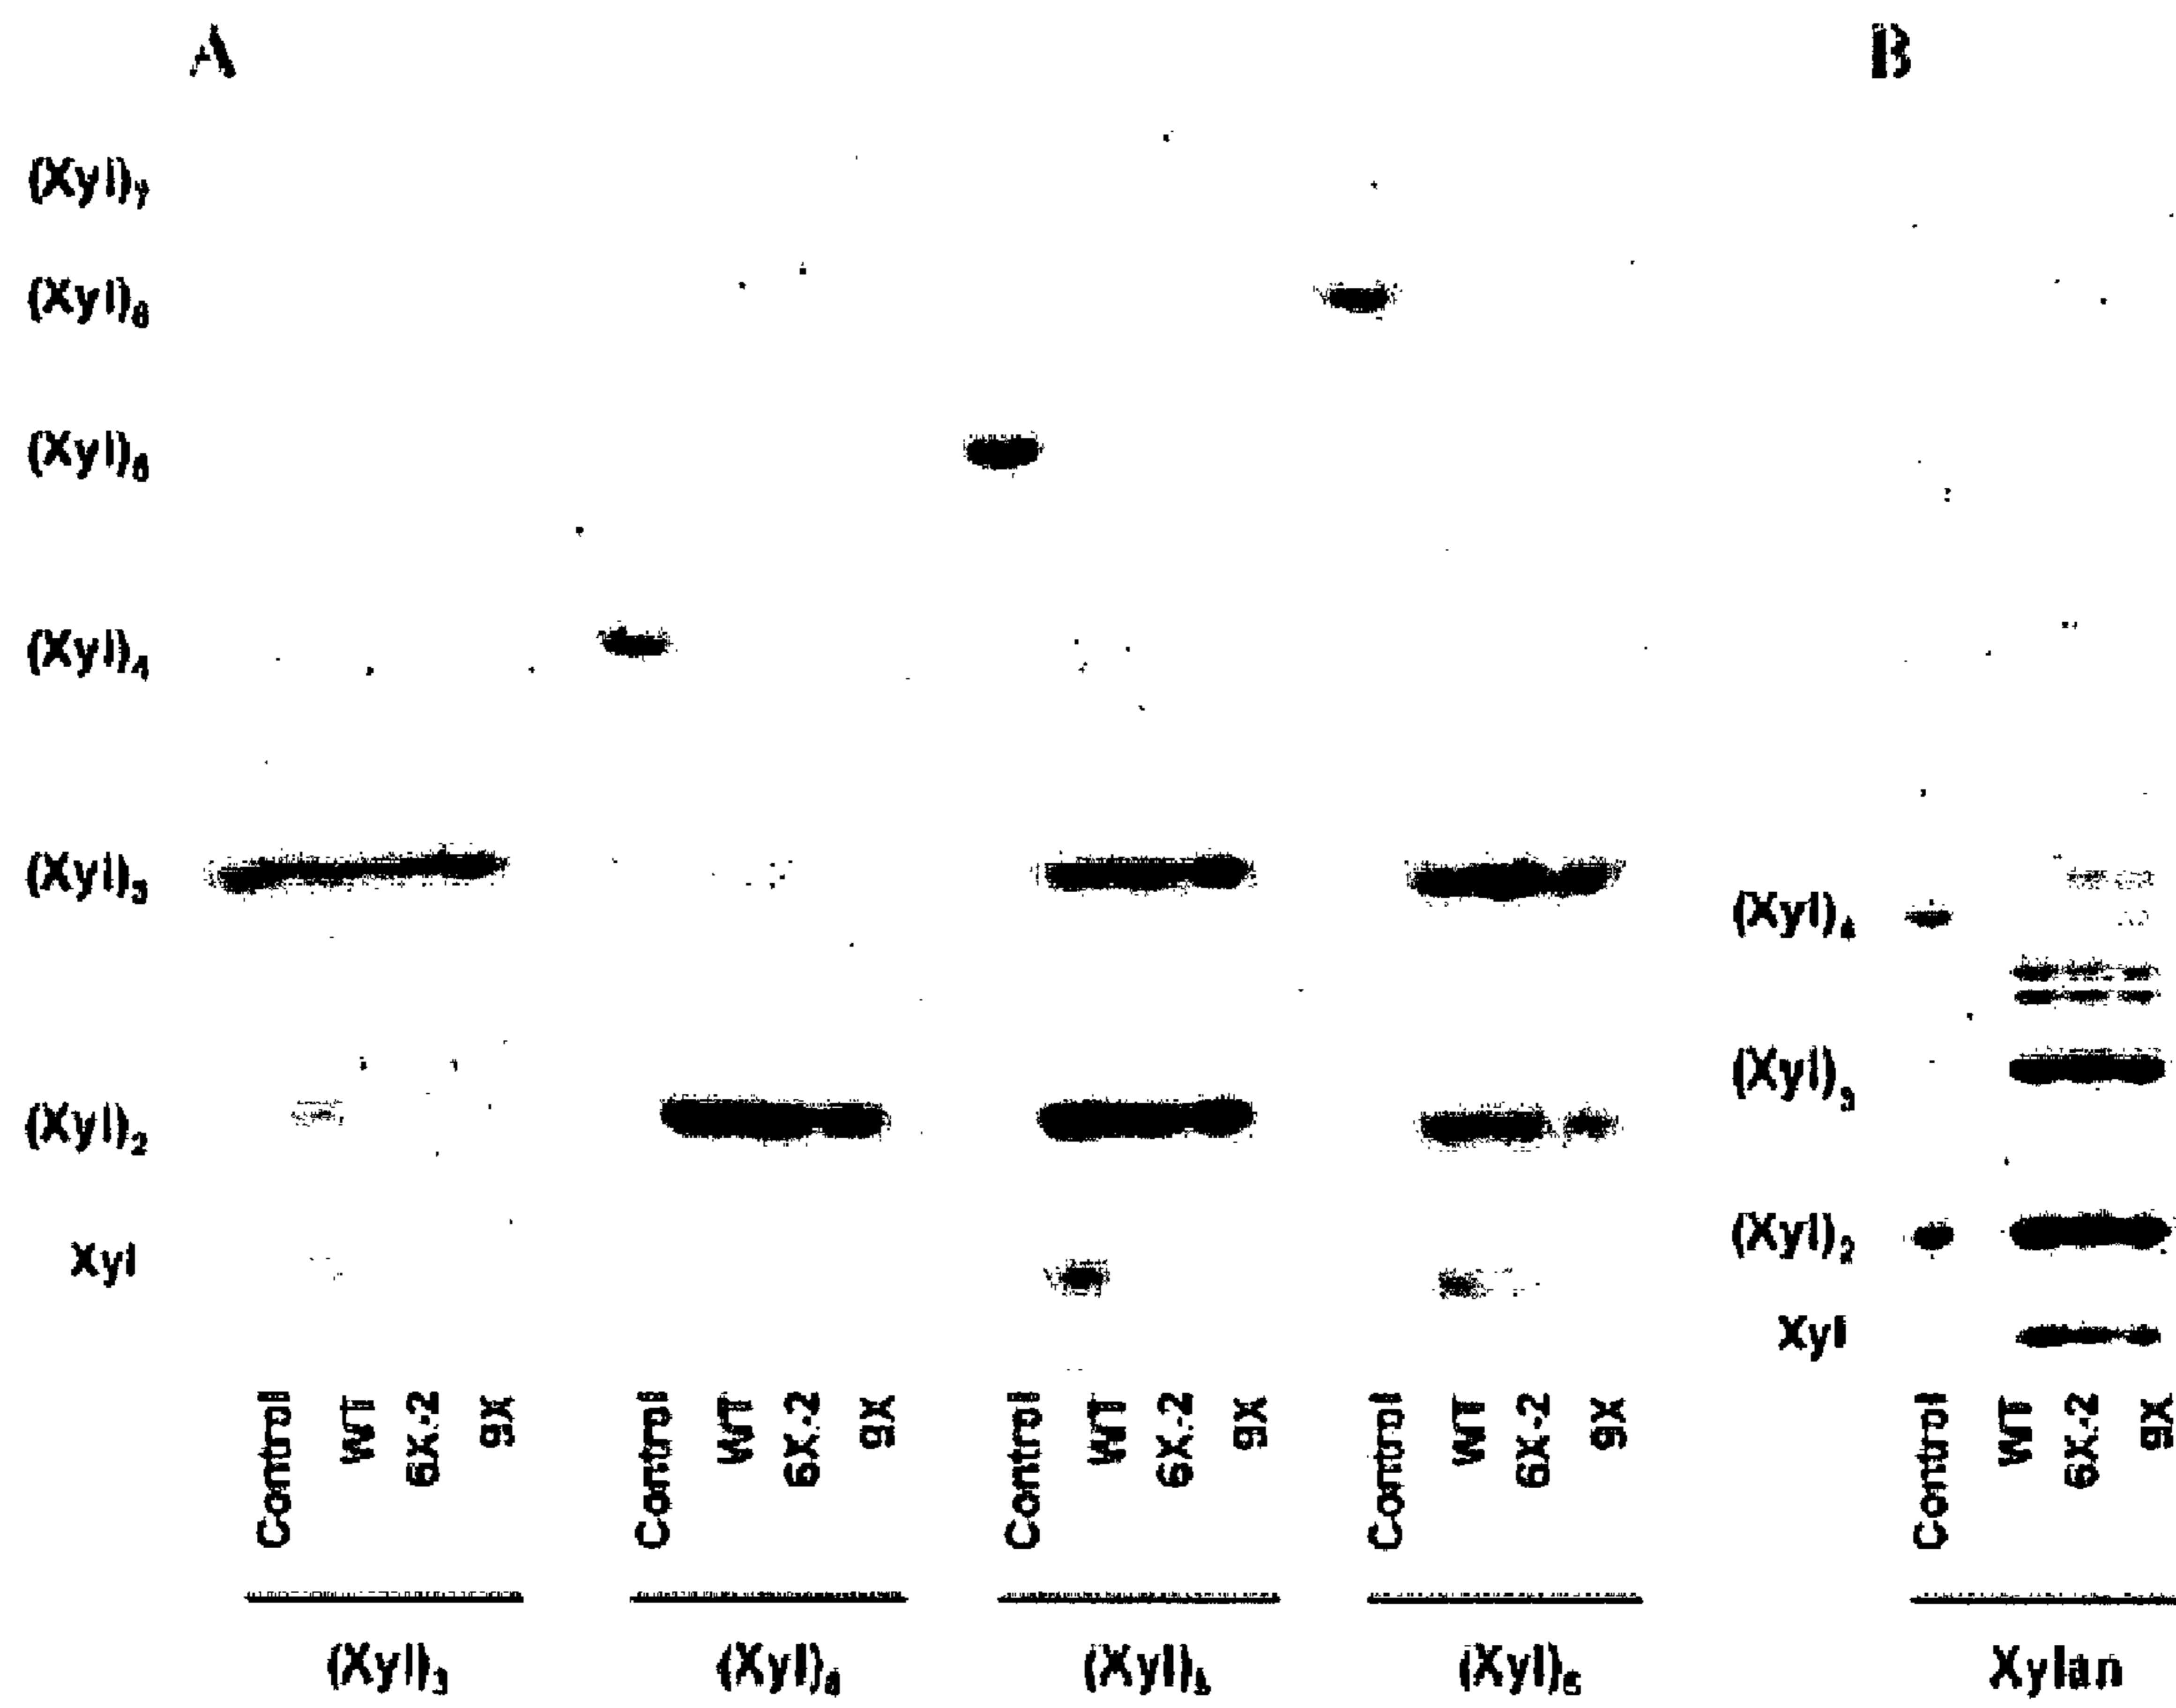 A
B
(Xyl)₇
(Xyl)₆
(Xyl)₅
(Xyl)₄
(Xyl)₃
(Xyl)₂
Xyl
(Xyl)₄
(Xyl)₃
(Xyl)₂
Xyl
Control WT 6X-2 9X Control WT 6X-2 9X Control WT 6X-2 9X Control WT 6X-2 9X Control WT 6X-2 9X
(Xyl)₃ (Xyl)₄ (Xyl)₅ (Xyl)₆ Xylan